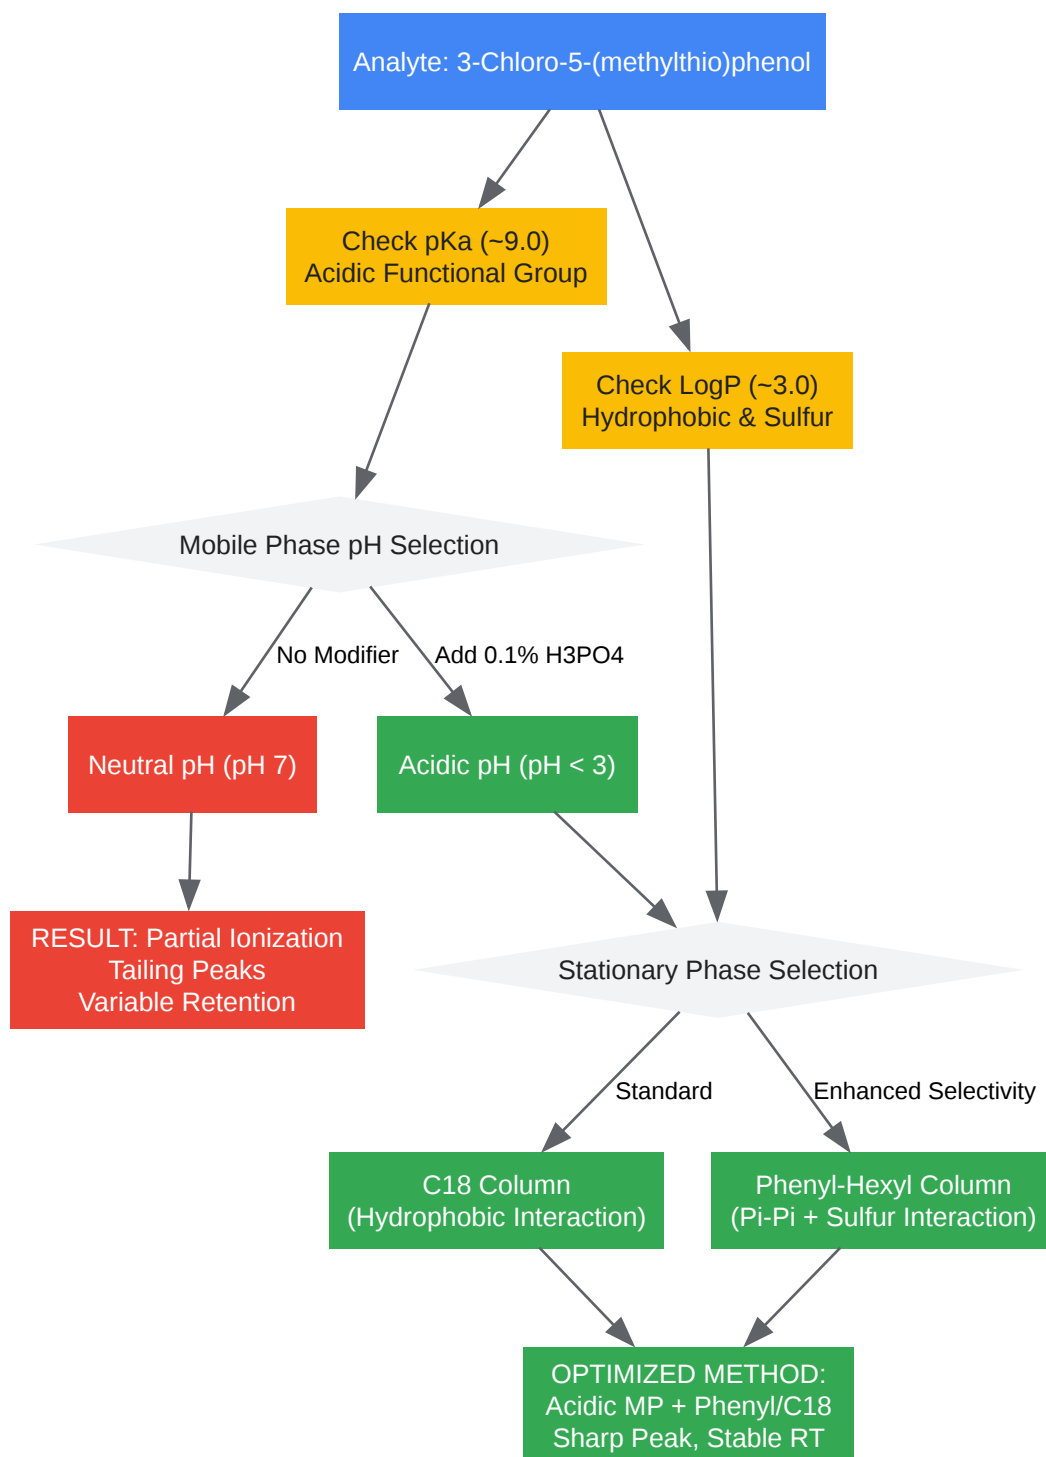 Analyte: 3-Chloro-5-(methylthio)phenol
Check pKa (~9.0)
Acidic Functional Group
Check LogP (~3.0)
Hydrophobic & Sulfur
Mobile Phase pH Selection
No Modifier
Add 0.1% H3PO4
Neutral pH (pH 7)
Acidic pH (pH < 3)
RESULT: Partial Ionization
Tailing Peaks
Variable Retention
Stationary Phase Selection
Standard
Enhanced Selectivity
C18 Column
(Hydrophobic Interaction)
Phenyl-Hexyl Column
(Pi-Pi + Sulfur Interaction)
OPTIMIZED METHOD:
Acidic MP + Phenyl/C18
Sharp Peak, Stable RT